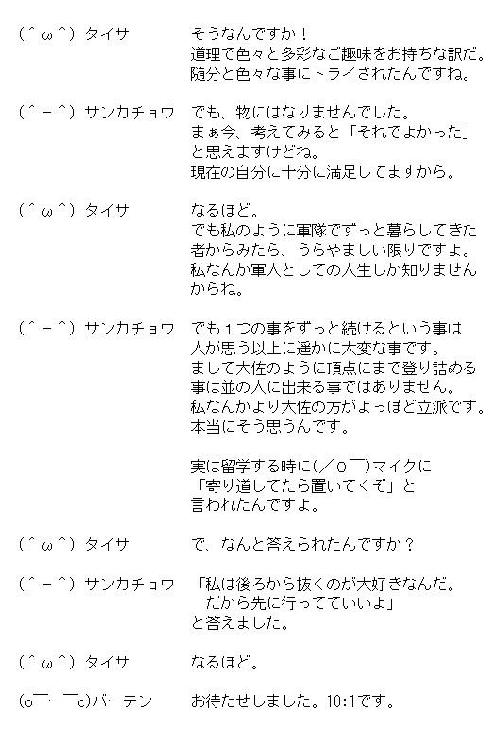 (＾ω＾) タイサ　そうなんですか！
道理で色々と多彩なご趣味をお持ちな訳だ。
随分と色々な事にトライされたんですね。
(＾－＾) サンカチョウ　でも、物にはなりませんでした。
まぁ今、考えてみると「それでよかった」
と思えますけどね。
現在の自分に十分に満足してますから。
(＾ω＾) タイサ　なるほど。
でも私のように軍隊でずっと暮らしてきた
者からみたら、うらやましい限りですよ。
私なんか軍人としての人生しか知りません
からね。
(＾－＾) サンカチョウ　でも１つの事をずっと続けるという事は
人が思う以上に遥かに大変な事です。
まして大佐のように頂点にまで登り詰める
事は並の人に出来る事ではありません。
私なんかより大佐の方がよっぽど立派です。
本当にそう思うんです。
実は留学する時に(／ο￣)マイクに
「寄り道してたら置いてくぞ」と
言われたんですよ。
(＾ω＾) タイサ　で、なんと答えられたんですか？
(＾－＾) サンカチョウ　「私は後ろから抜くのが大好きなんだ。
だから先に行ってていいよ」
と答えました。
(＾ω＾) タイサ　なるほど。
(o￣・￣c)バーテン　お待たせしました。10:1です。